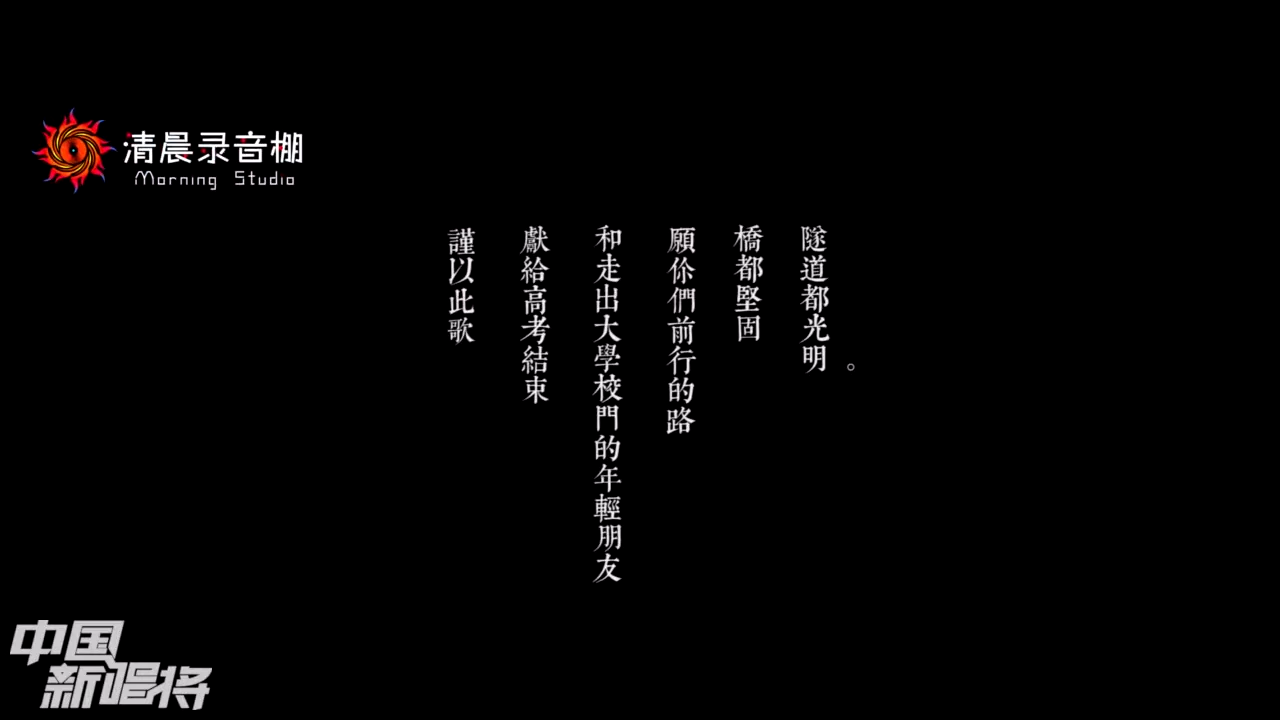 清晨录音棚
Morning Studio
謹以此歌
獻給高考結束
和走出大學校門的年輕朋友
願你們前行的路
橋都堅固
隧道都光明。
中国
新唱将